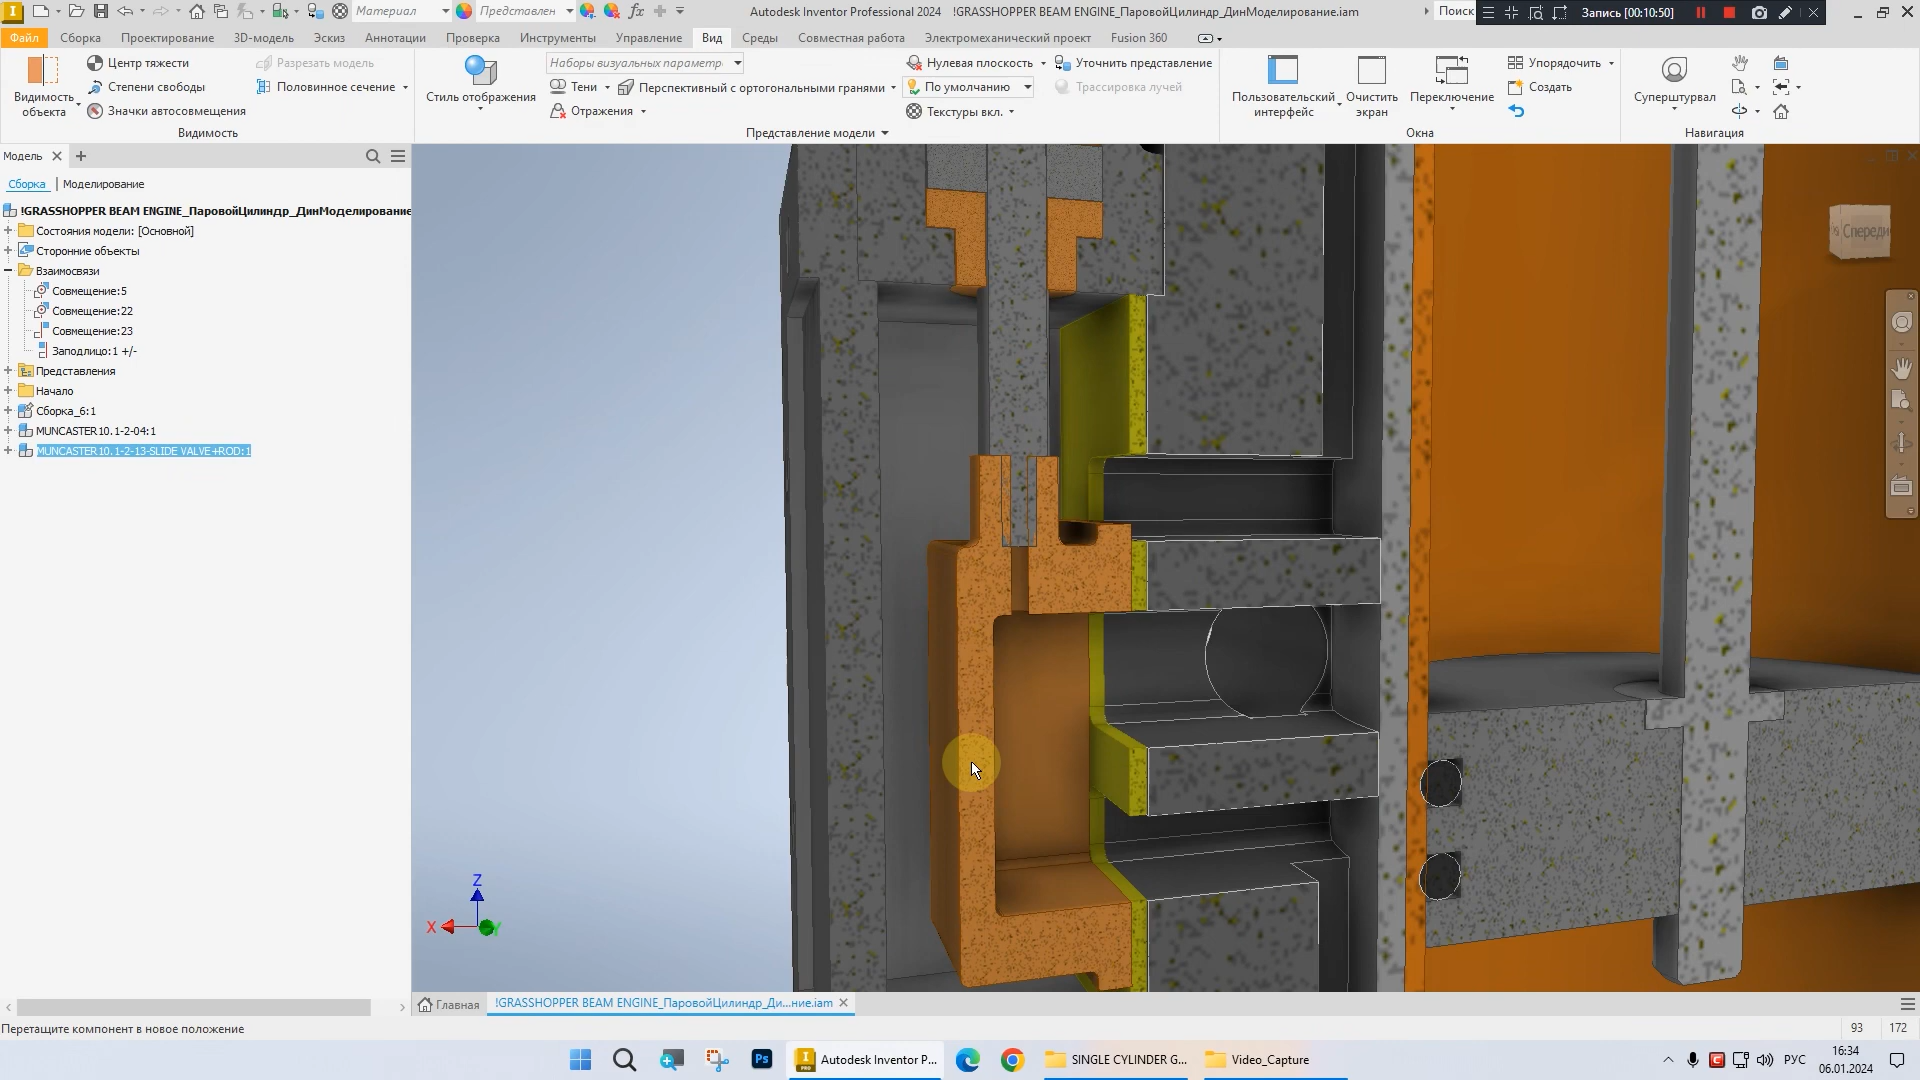 Материал
Представлен
Autodesk Inventor Professional 2024
!GRASSHOPPER BEAM ENGINE_ПаровойЦилиндр_ДинМоделирование.iam
Поиск
Запись [00:10:50]
Файл
Сборка
Проектирование
3D-модель
Эскиз
Аннотации
Проверка
Инструменты
Управление
Вид
Среды
Совместная работа
Электромеханический проект
Fusion 360
Видимость объекта
Центр тяжести
Степени свободы
Значки автосовмещения
Разрезать модель
Половинное сечение
Видимость
Стиль отображения
Наборы визуальных параметр
Тени
Перспективный с ортогональными гранями
Отражения
Нулевая плоскость
По умолчанию
Текстуры вкл.
Уточнить представление
Трассировка лучей
Представление модели
Пользовательский интерфейс
Очистить экран
Переключение
Упорядочить
Создать
Окна
Суперштурвал
Навигация
Модель
Сборка
Моделирование
!GRASSHOPPER BEAM ENGINE_ПаровойЦилиндр_ДинМоделирование
Состояния модели: [Основной]
Сторонние объекты
Взаимосвязи
Совмещение:5
Совмещение:22
Совмещение:23
Заподлицо:1 +/-
Представления
Начало
Сборка_6:1
MUNCASTER10.1-2-04:1
MUNCASTER10.1-2-13-SLIDE VALVE+ROD:1
Спереди
Z
X
Y
Главная
!GRASSHOPPER BEAM ENGINE_ПаровойЦилиндр_Ди...ние.iam
Перетащите компонент в новое положение
93
172
Autodesk Inventor P...
SINGLE CYLINDER G...
Video_Capture
РУС
16:34
06.01.2024